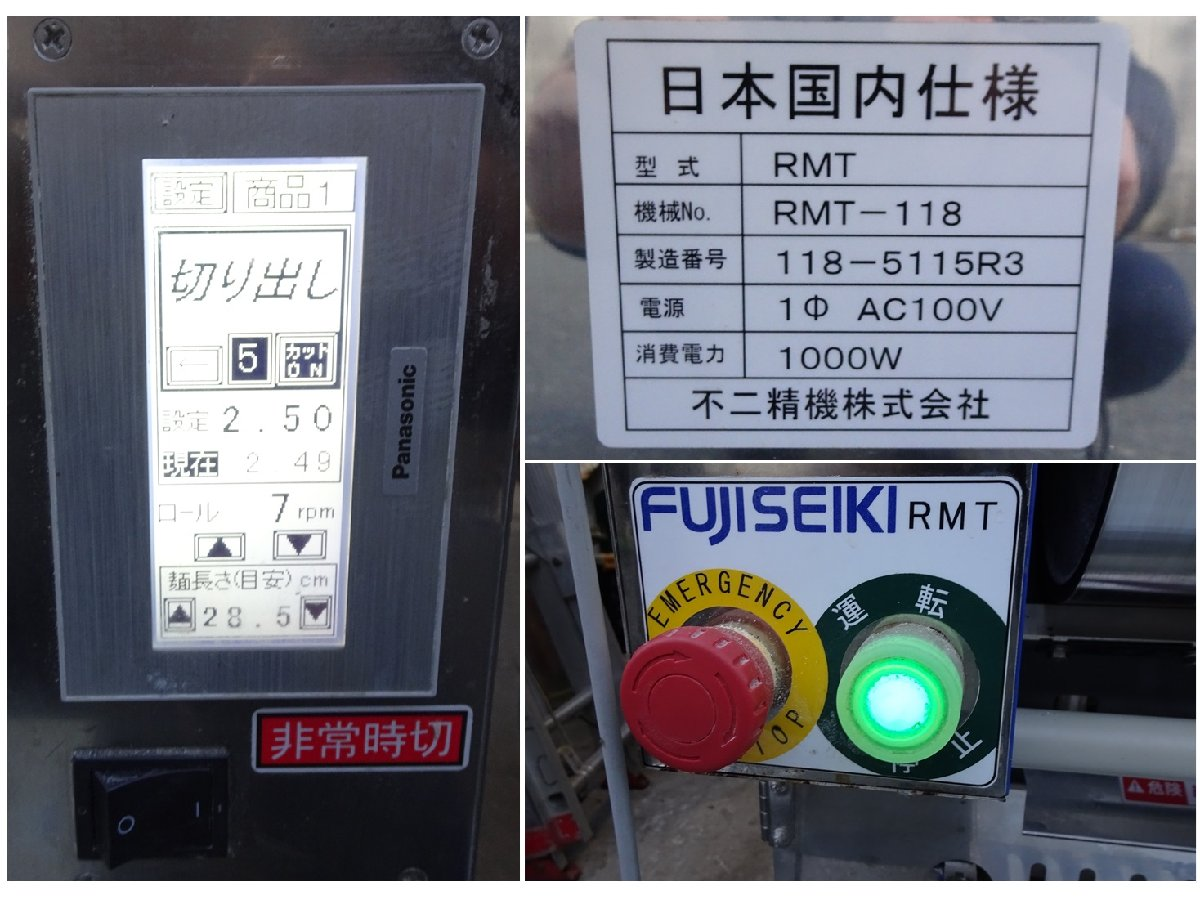 設定 商品1
切り出し
← 5 カット
ON
設定 2.50
現在 2.49
ロール 7 rpm
▲ ▼
麺長さ(目安) cm
▲ 28.5 ▼
Panasonic
非常時切
日本国内仕様
型式 RMT
機械No. RMT-118
製造番号 118-5115R3
電源 1Φ AC100V
消費電力 1000W
不二精機株式会社
FUJISEIKI RMT
EMERGENCY
運転
停止
危険